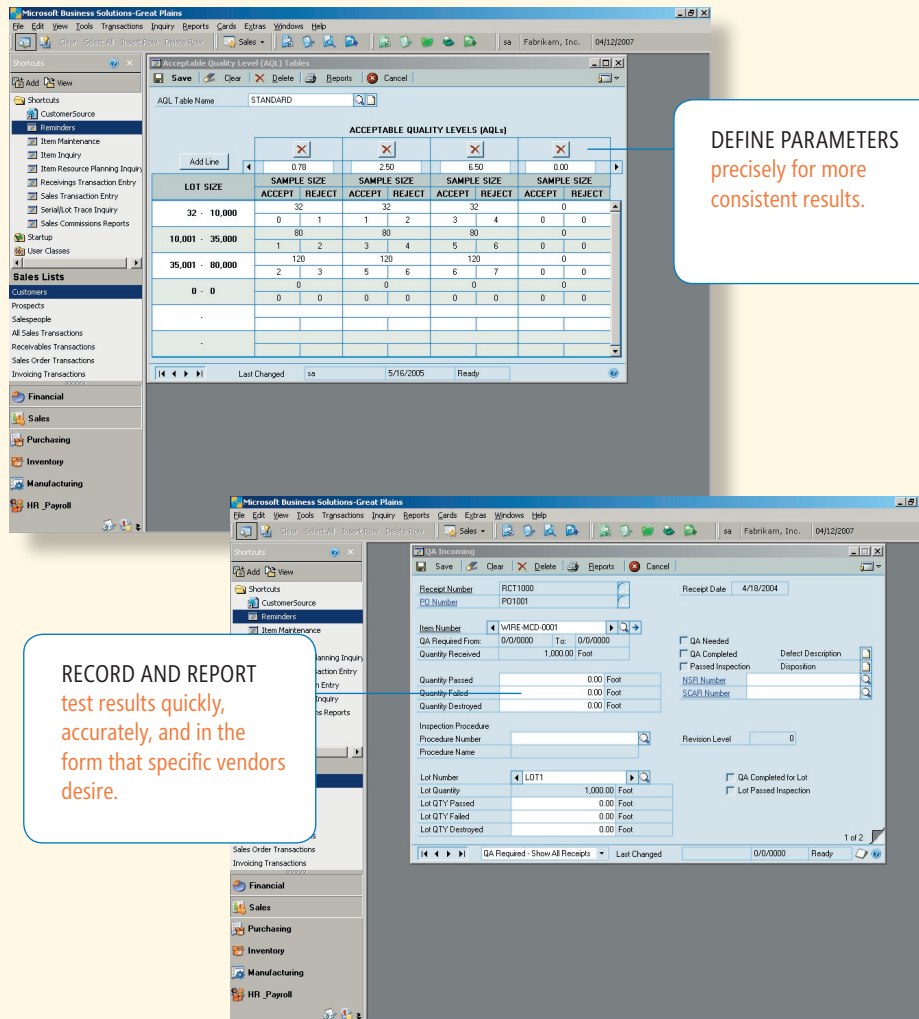 Microsoft Business Solutions-Great Plains
File Edit View Tools Transactions Inquiry Reports Cards Extras Windows Help
Clear Select All Insert Row Delete Row Sales sa Fabrikam, Inc. 04/12/2007
Shortcuts
Add View
Shortcuts
CustomerSource
Reminders
Item Maintenance
Item Inquiry
Item Resource Planning Inquiry
Receivings Transaction Entry
Sales Transaction Entry
Serial/Lot Trace Inquiry
Sales Commissions Reports
Startup
User Classes
Sales Lists
Customers
Prospects
Salespeople
All Sales Transactions
Receivables Transactions
Sales Order Transactions
Invoicing Transactions
Financial
Sales
Purchasing
Inventory
Manufacturing
HR _Payroll
Acceptable Quality Level (AQL) Tables
Save Clear Delete Reports Cancel
AQL Table Name STANDARD
ACCEPTABLE QUALITY LEVELS (AQLs)
Add Line 0.78 2.50 6.50 0.00
LOT SIZE SAMPLE SIZE SAMPLE SIZE SAMPLE SIZE SAMPLE SIZE
ACCEPT REJECT ACCEPT REJECT ACCEPT REJECT ACCEPT REJECT
32 32 32 0
32 - 10,000
0 1 1 2 3 4 0 0
80 80 80 0
10,001 - 35,000
1 2 3 4 5 6 0 0
120 120 120 0
35,001 - 80,000
2 3 5 6 6 7 0 0
0 0 0 0
0 - 0
0 0 0 0 0 0 0 0
-
-
Last Changed sa 5/16/2005 Ready
DEFINE PARAMETERS
precisely for more
consistent results.
Microsoft Business Solutions-Great Plains
File Edit View Tools Transactions Inquiry Reports Cards Extras Windows Help
Clear Select All Insert Row Delete Row Sales sa Fabrikam, Inc. 04/12/2007
Shortcuts
Add View
Shortcuts
CustomerSource
Reminders
Item Maintenance
lanning Inquiry
saction Entry
n Entry
nquiry
ns Reports
s
Sales Order Transactions
Invoicing Transactions
Financial
Sales
Purchasing
Inventory
Manufacturing
HR _Payroll
RECORD AND REPORT
test results quickly,
accurately, and in the
form that specific vendors
desire.
QA Incoming
Save Clear Delete Reports Cancel
Receipt Number RCT1000 Receipt Date 4/18/2004
PO Number PO1001
Item Number WIRE-MCD-0001
QA Required From: 0/0/0000 To: 0/0/0000 QA Needed
Quantity Received 1,000.00 Foot QA Completed Defect Description
Passed Inspection Disposition
Quantity Passed 0.00 Foot NSR Number
Quantity Failed 0.00 Foot SCAR Number
Quantity Destroyed 0.00 Foot
Inspection Procedure
Procedure Number Revision Level 0
Procedure Name
Lot Number LOT1 QA Completed for Lot
Lot Quantity 1,000.00 Foot Lot Passed Inspection
Lot QTY Passed 0.00 Foot
Lot QTY Failed 0.00 Foot
Lot QTY Destroyed 0.00 Foot
1 of 2
QA Required - Show All Receipts Last Changed 0/0/0000 Ready